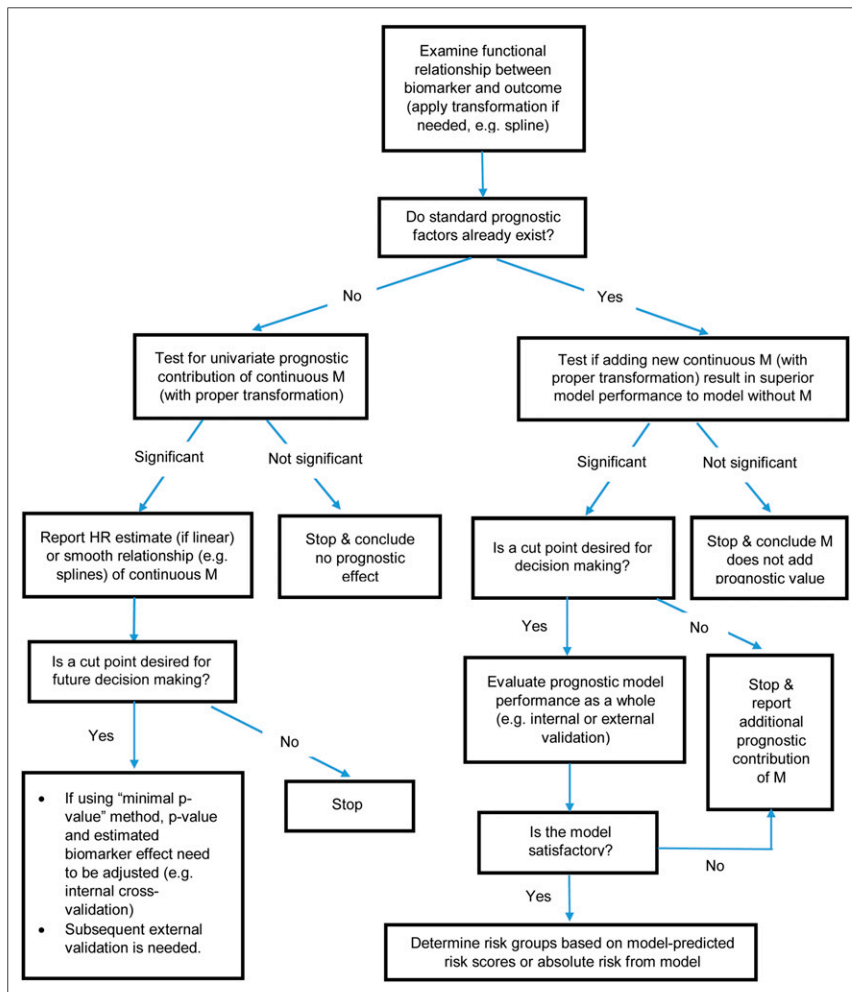 Examine functional
relationship between
biomarker and outcome
(apply transformation if
needed, e.g. spline)
Do standard prognostic
factors already exist?
No
Yes
Test for univariate prognostic
contribution of continuous M
(with proper transformation)
Test if adding new continuous M (with
proper transformation) result in superior
model performance to model without M
Significant
Not significant
Significant
Not significant
Report HR estimate (if linear)
or smooth relationship (e.g.
splines) of continuous M
Stop & conclude
no prognostic
effect
Is a cut point desired for
decision making?
Stop & conclude M
does not add
prognostic value
Yes
No
Is a cut point desired for
future decision making?
Evaluate prognostic model
performance as a whole
(e.g. internal or external
validation)
Stop &
report
additional
prognostic
contribution
of M
Yes
No
• If using “minimal p-
value” method, p-value
and estimated
biomarker effect need
to be adjusted (e.g.
internal cross-
validation)
• Subsequent external
validation is needed.
Stop
Is the model
satisfactory?
No
Yes
Determine risk groups based on model-predicted
risk scores or absolute risk from model